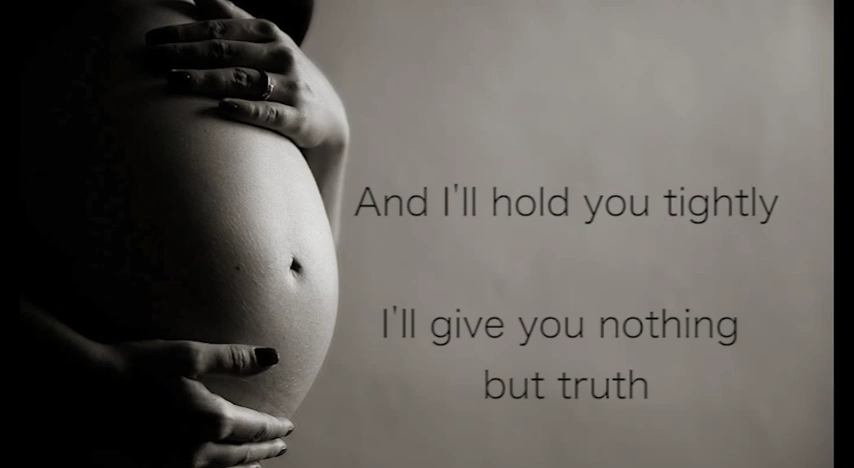 And I'll hold you tightly
I'll give you nothing
but truth